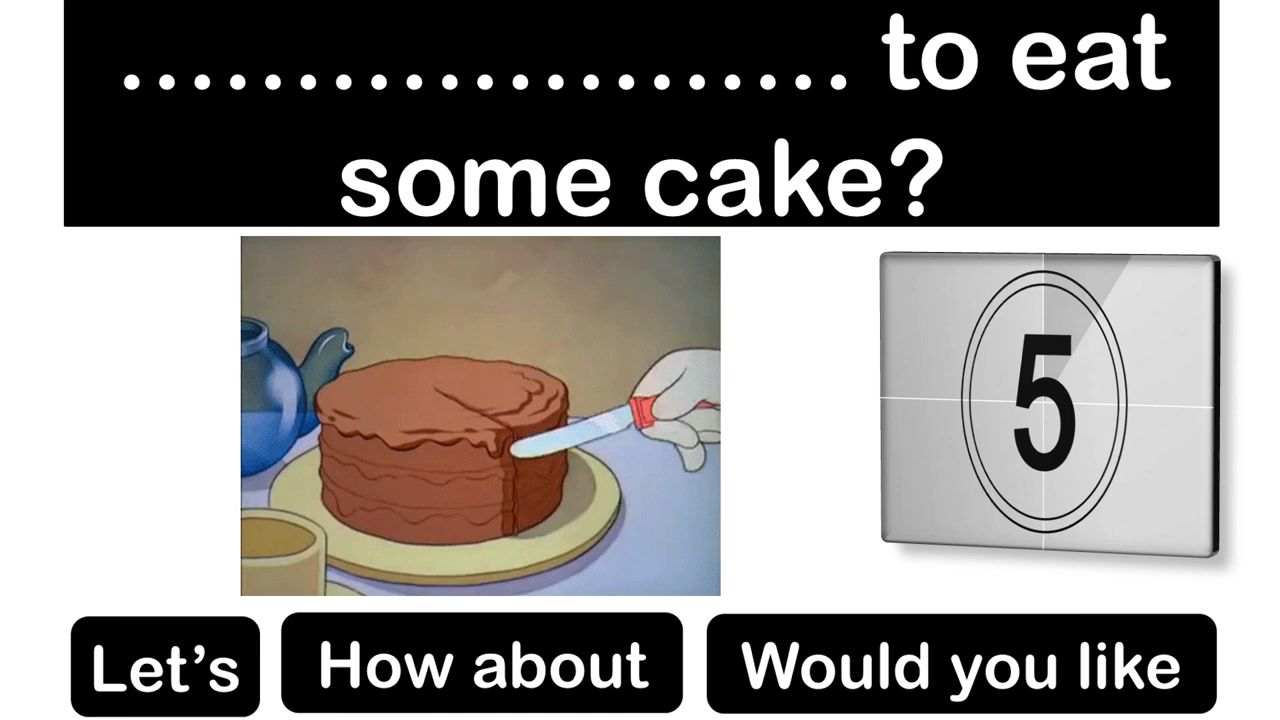 ..................... to eat
some cake?
5
Let’s
How about
Would you like